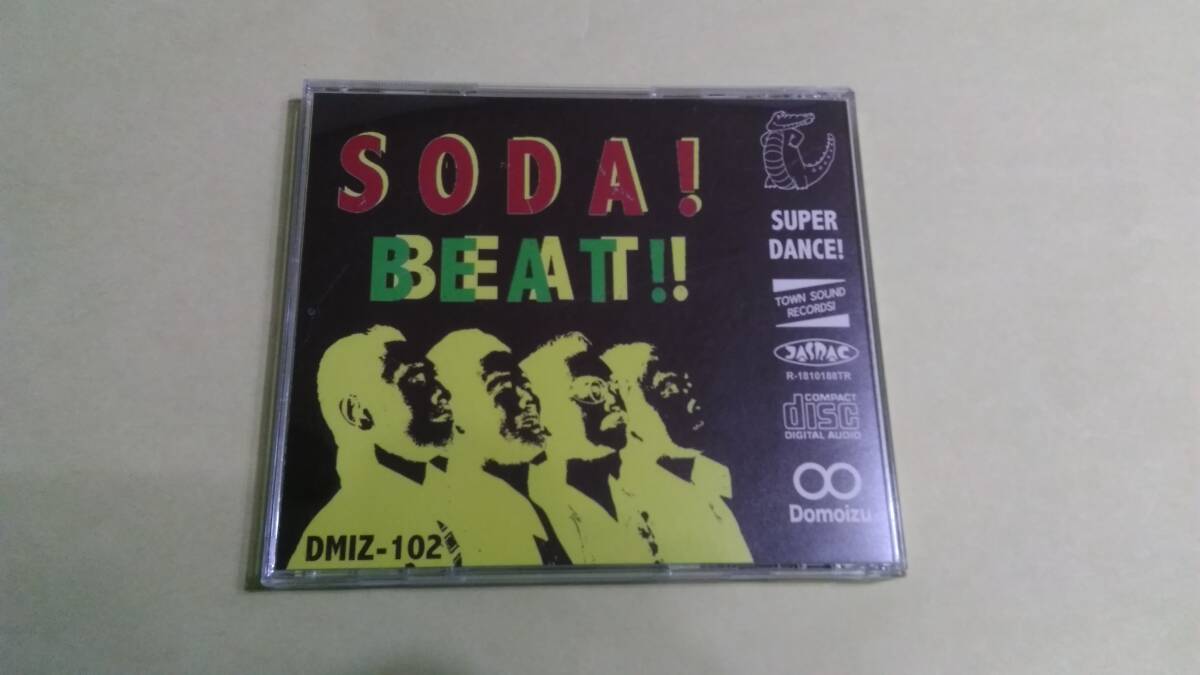 SODA!
BEAT!!
DMIZ-102
SUPER
DANCE!
TOWN SOUND
RECORDS!
JASRAC
R-1810188TR
COMPACT
disc
DIGITAL AUDIO
Domoizu